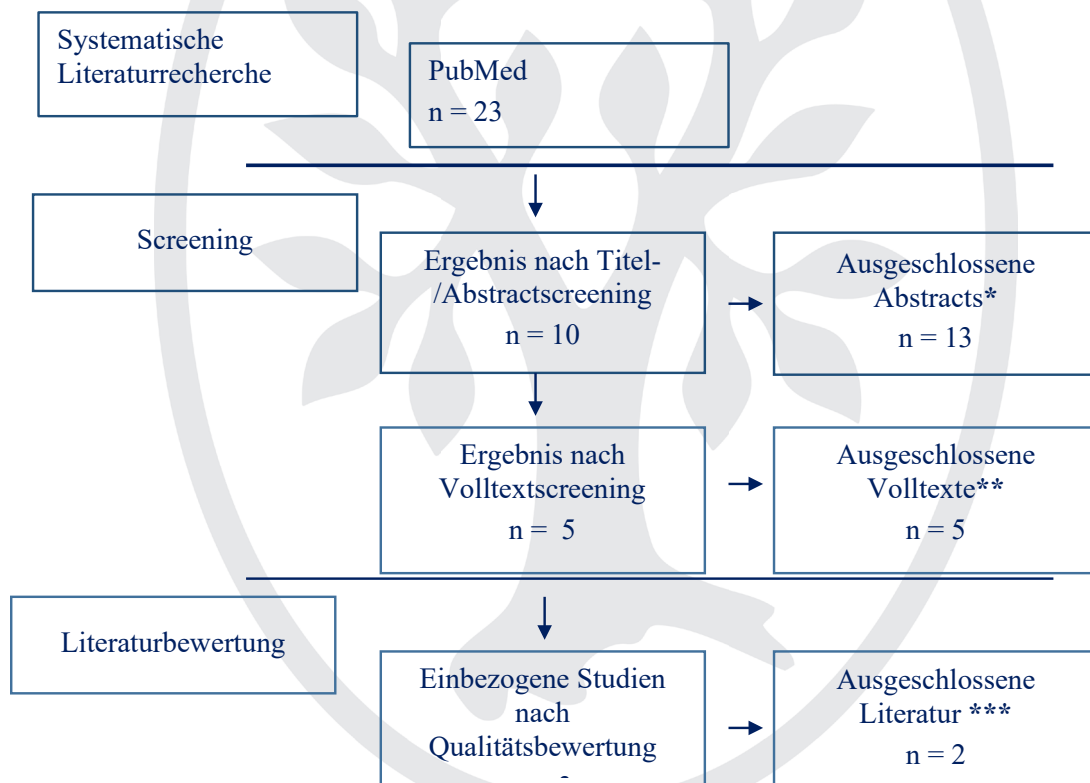 Systematische
Literaturrecherche
PubMed
n = 23
Screening
Ergebnis nach Titel-
/Abstractscreening
n = 10
Ausgeschlossene
Abstracts*
n = 13
Ergebnis nach
Volltextscreening
n =  5
Ausgeschlossene
Volltexte**
n = 5
Literaturbewertung
Einbezogene Studien
nach
Qualitätsbewertung
Ausgeschlossene
Literatur ***
n = 2